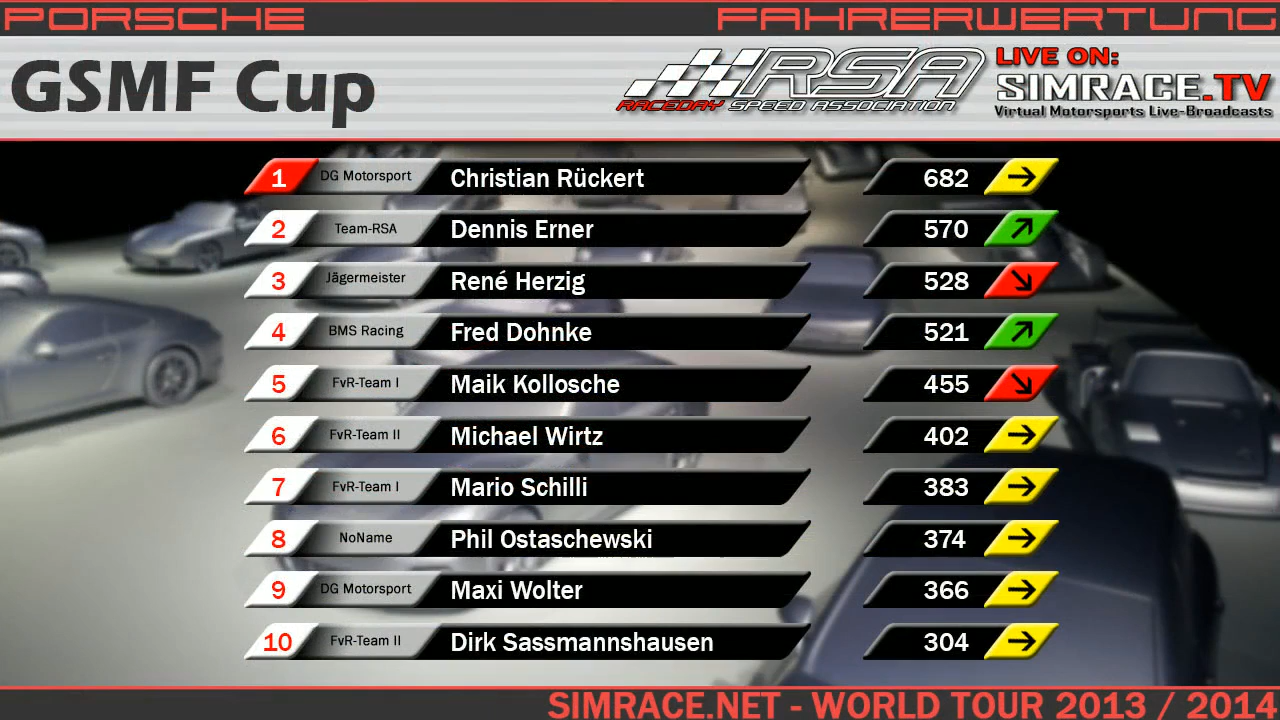 PORSCHE FAHRERWERTUNG
GSMF Cup
RSA
RACEDAY SPEED ASSOCIATION
LIVE ON:
SIMRACE.TV
Virtual Motorsports Live-Broadcasts
1 DG Motorsport Christian Rückert 682 →
2 Team-RSA Dennis Erner 570 ↗
3 Jägermeister René Herzig 528 ↘
4 BMS Racing Fred Dohnke 521 ↗
5 FvR-Team I Maik Kollosche 455 ↘
6 FvR-Team II Michael Wirtz 402 →
7 FvR-Team I Mario Schilli 383 →
8 NoName Phil Ostaschewski 374 →
9 DG Motorsport Maxi Wolter 366 →
10 FvR-Team II Dirk Sassmannshausen 304 →
SIMRACE.NET - WORLD TOUR 2013 / 2014